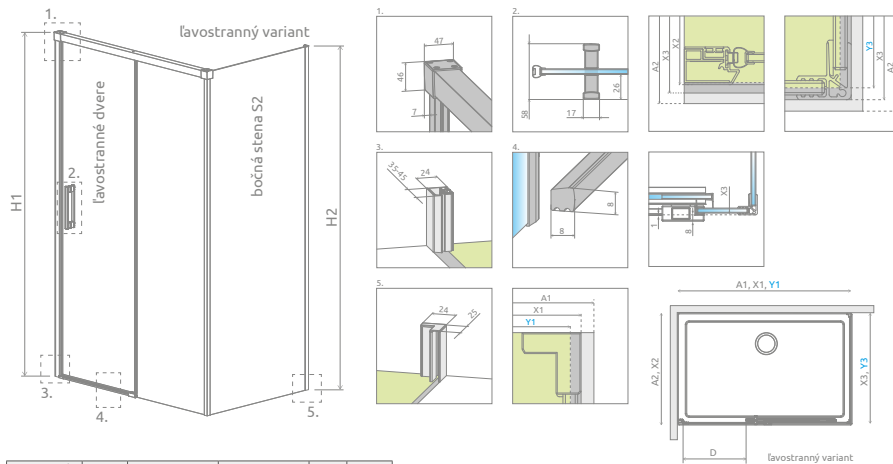 1.
ľavostranný variant
H1
ľavostranné dvere
2.
bočná stena S2
H2
3.
4.
5.
1.
47
46
7
2.
58
26
17
A2
X3
X2
Y3
X3
A2
3.
35-45
24
4.
8
8
X3
1
8
5.
24
25
A1
X1
Y1
A1, X1, Y1
A2, X2
X3, Y3
D
ľavostranný variant